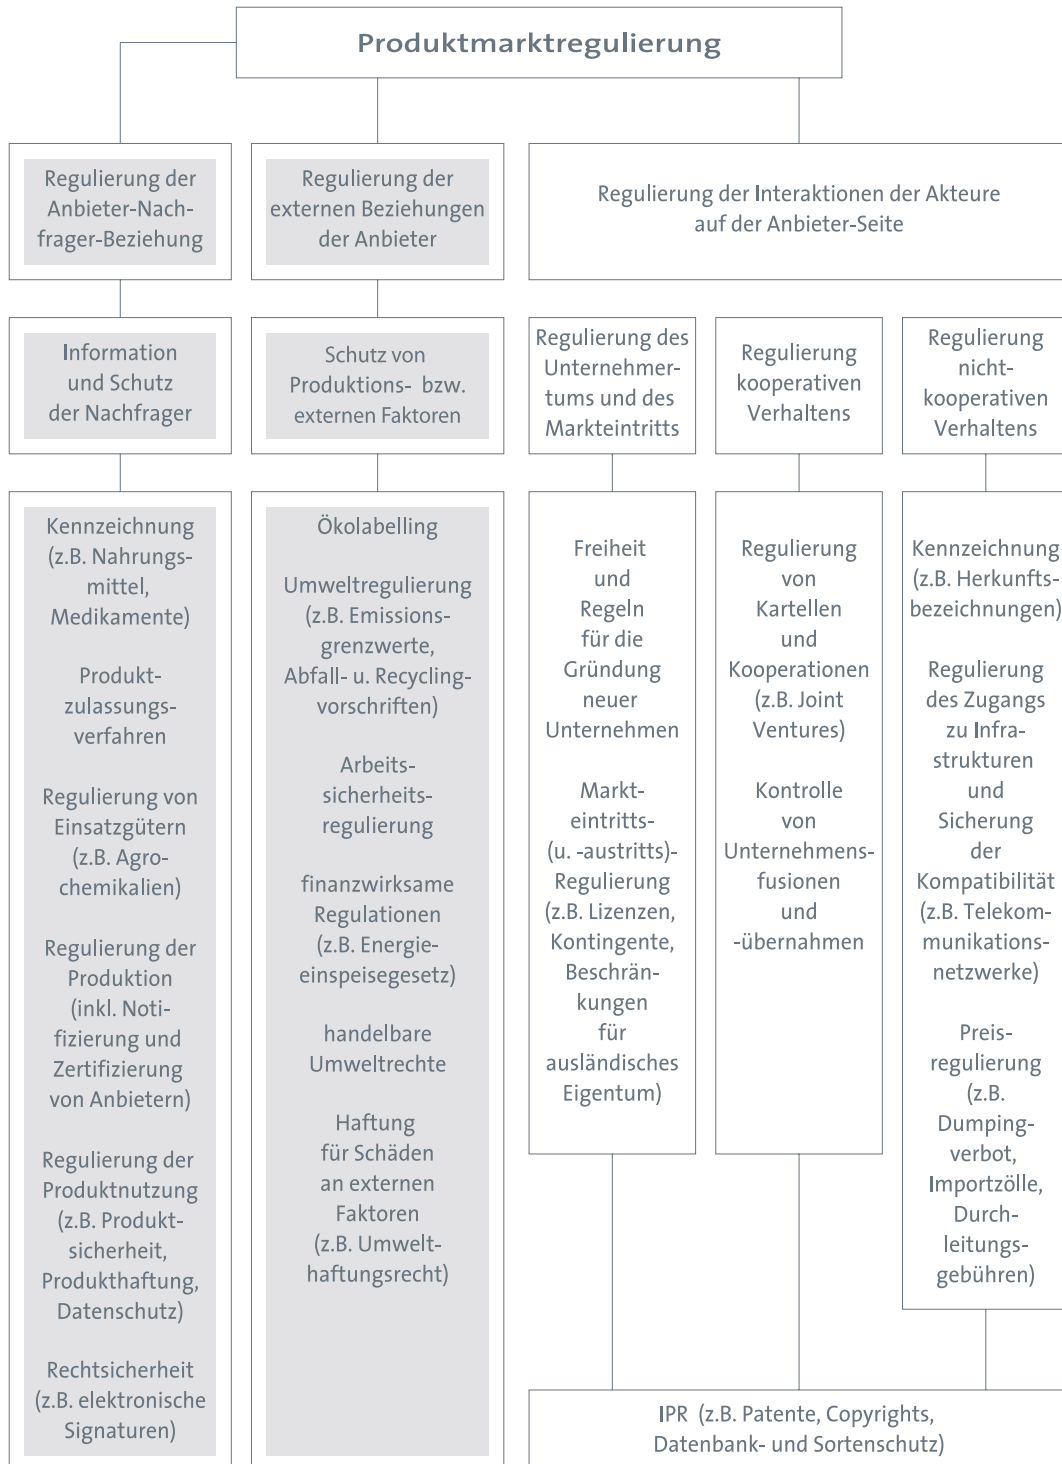 Produktmarktregulierung
Regulierung der
Anbieter-Nach-
frager-Beziehung
Regulierung der
externen Beziehungen
der Anbieter
Regulierung der Interaktionen der Akteure
auf der Anbieter-Seite
Information
und Schutz
der Nachfrager
Schutz von
Produktions- bzw.
externen Faktoren
Regulierung des
Unternehmer-
tums und des
Markteintritts
Regulierung
kooperativen
Verhaltens
Regulierung
nicht-
kooperativen
Verhaltens
Kennzeichnung
(z.B. Nahrungs-
mittel,
Medikamente)
Produkt-
zulassungs-
verfahren
Regulierung von
Einsatzgütern
(z.B. Agro-
chemikalien)
Regulierung der
Produktion
(inkl. Noti-
fizierung und
Zertifizierung
von Anbietern)
Regulierung der
Produktnutzung
(z.B. Produkt-
sicherheit,
Produkthaftung,
Datenschutz)
Rechtsicherheit
(z.B. elektronische
Signaturen)
Ökolabelling
Umweltregulierung
(z.B. Emissions-
grenzwerte,
Abfall- u. Recycling-
vorschriften)
Arbeits-
sicherheits-
regulierung
finanzwirksame
Regulationen
(z.B. Energie-
einspeisegesetz)
handelbare
Umweltrechte
Haftung
für Schäden
an externen
Faktoren
(z.B. Umwelt-
haftungsrecht)
Freiheit
und
Regeln
für die
Gründung
neuer
Unternehmen
Markt-
eintritts-
(u. -austritts)-
Regulierung
(z.B. Lizenzen,
Kontingente,
Beschrän-
kungen
für
ausländisches
Eigentum)
Regulierung
von
Kartellen
und
Kooperationen
(z.B. Joint
Ventures)
Kontrolle
von
Unternehmens-
fusionen
und
-übernahmen
Kennzeichnung
(z.B. Herkunfts-
bezeichnungen)
Regulierung
des Zugangs
zu Infra-
strukturen
und
Sicherung
der
Kompatibilität
(z.B. Telekom-
munikations-
netzwerke)
Preis-
regulierung
(z.B.
Dumping-
verbot,
Importzölle,
Durch-
leitungs-
gebühren)
IPR (z.B. Patente, Copyrights,
Datenbank- und Sortenschutz)